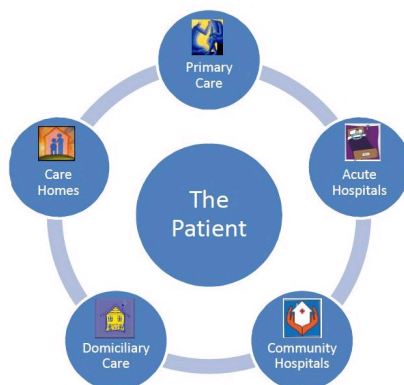 Primary
Care
Care
Homes
Acute
Hospitals
The
Patient
Domiciliary
Care
Community
Hospitals